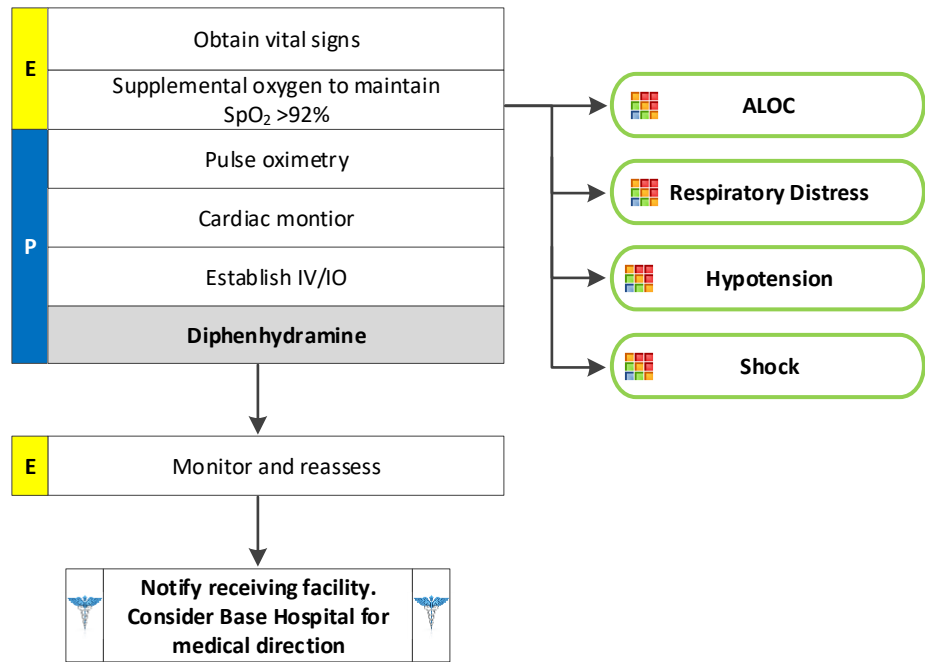 E
Obtain vital signs
Supplemental oxygen to maintain
SpO₂ >92%
P
Pulse oximetry
Cardiac montior
Establish IV/IO
Diphenhydramine
ALOC
Respiratory Distress
Hypotension
Shock
E
Monitor and reassess
Notify receiving facility.
Consider Base Hospital for
medical direction